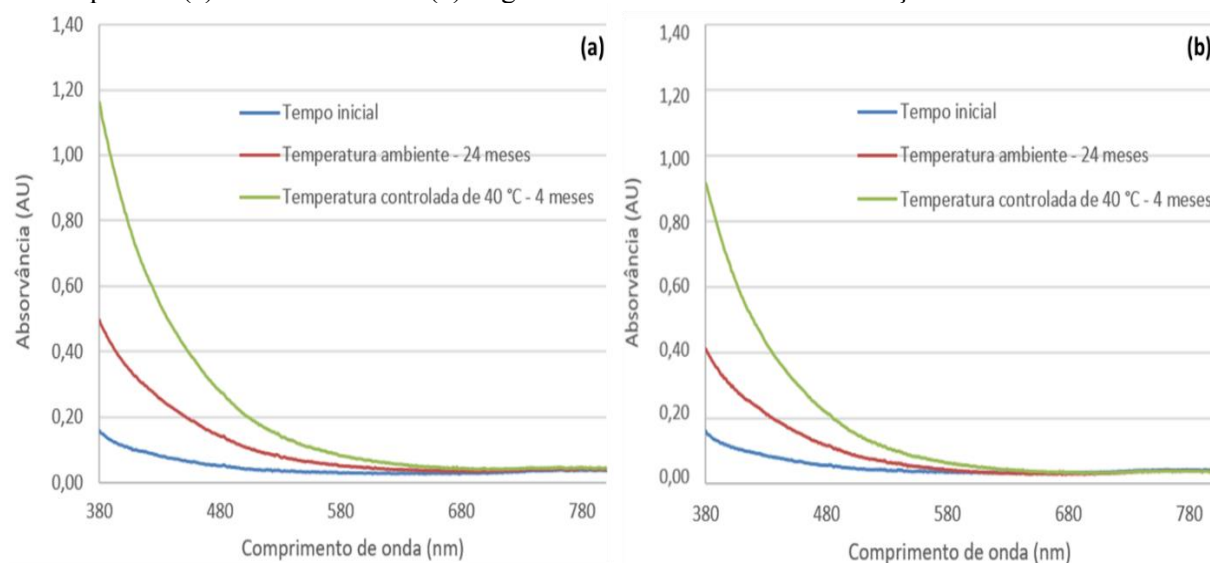 (a)
1,40
1,20
1,00
0,80
0,60
0,40
0,20
0,00
Absorvância (AU)
Tempo inicial
Temperatura ambiente - 24 meses
Temperatura controlada de 40 °C - 4 meses
380 480 580 680 780
Comprimento de onda (nm)
(b)
1,40
1,20
1,00
0,80
0,60
0,40
0,20
0,00
Absorvância (AU)
Tempo inicial
Temperatura ambiente - 24 meses
Temperatura controlada de 40 °C - 4 meses
380 480 580 680 780
Comprimento de onda (nm)